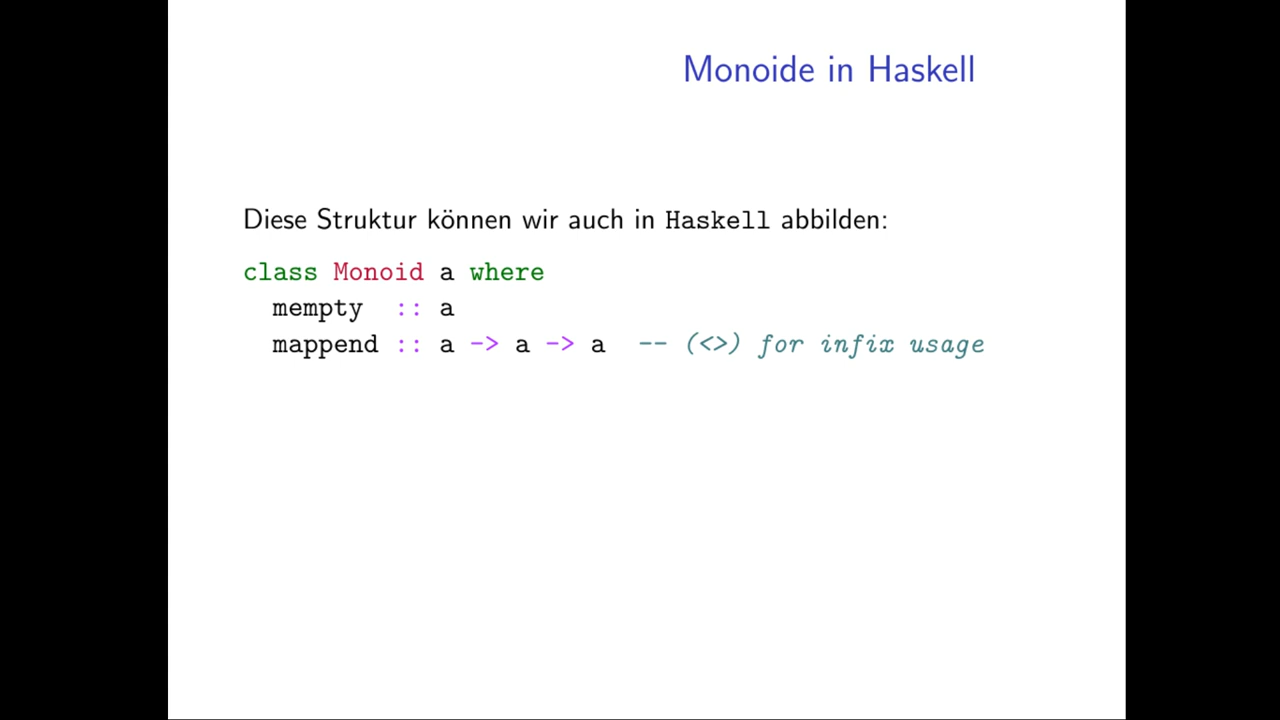 Monoide in Haskell
Diese Struktur können wir auch in Haskell abbilden:
class Monoid a where
  mempty  :: a
  mappend :: a -> a -> a  -- (<>) for infix usage